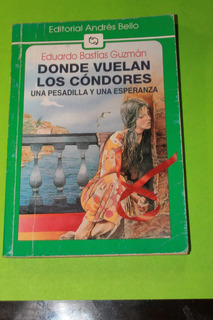 Editorial Andrés Bello
Eduardo Bastías Guzmán
DONDE VUELAN
LOS CÓNDORES
UNA PESADILLA Y UNA ESPERANZA